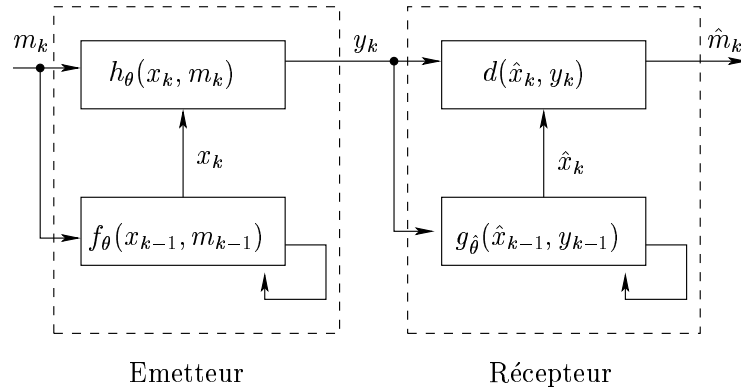 m_k
y_k
m̂_k
h_θ(x_k, m_k)
d(x̂_k, y_k)
x_k
x̂_k
f_θ(x_{k−1}, m_{k−1})
g_θ̂(x̂_{k−1}, y_{k−1})
Emetteur
Récepteur